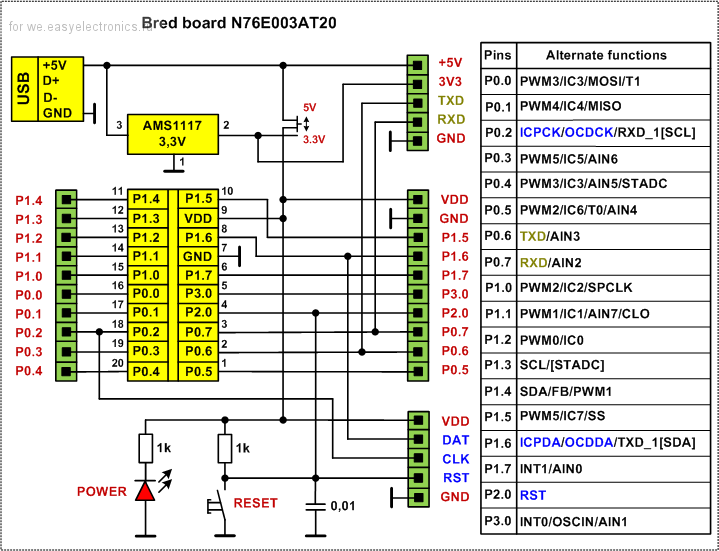 for we.easyelectronics.ru
Bred board N76E003AT20
USB
+5V
D+
D-
GND
3
AMS1117
3,3V
2
1
5V
3.3V
+5V
3V3
TXD
RXD
GND
P1.4 11 P1.4 P1.5 10 VDD
P1.3 12 P1.3 VDD 9 GND
P1.2 13 P1.2 P1.6 8 P1.5
P1.1 14 P1.1 GND 7 P1.6
P1.0 15 P1.0 P1.7 6 P1.7
P0.0 16 P0.0 P3.0 5 P3.0
P0.1 17 P0.1 P2.0 4 P2.0
P0.2 18 P0.2 P0.7 3 P0.7
P0.3 19 P0.3 P0.6 2 P0.6
P0.4 20 P0.4 P0.5 1 P0.5
1k
1k
POWER
RESET
0,01
VDD
DAT
CLK
RST
GND
Pins Alternate functions
P0.0 PWM3/IC3/MOSI/T1
P0.1 PWM4/IC4/MISO
P0.2 ICPCK/OCDCK/RXD_1[SCL]
P0.3 PWM5/IC5/AIN6
P0.4 PWM3/IC3/AIN5/STADC
P0.5 PWM2/IC6/T0/AIN4
P0.6 TXD/AIN3
P0.7 RXD/AIN2
P1.0 PWM2/IC2/SPCLK
P1.1 PWM1/IC1/AIN7/CLO
P1.2 PWM0/IC0
P1.3 SCL/[STADC]
P1.4 SDA/FB/PWM1
P1.5 PWM5/IC7/SS
P1.6 ICPDA/OCDDA/TXD_1[SDA]
P1.7 INT1/AIN0
P2.0 RST
P3.0 INT0/OSCIN/AIN1